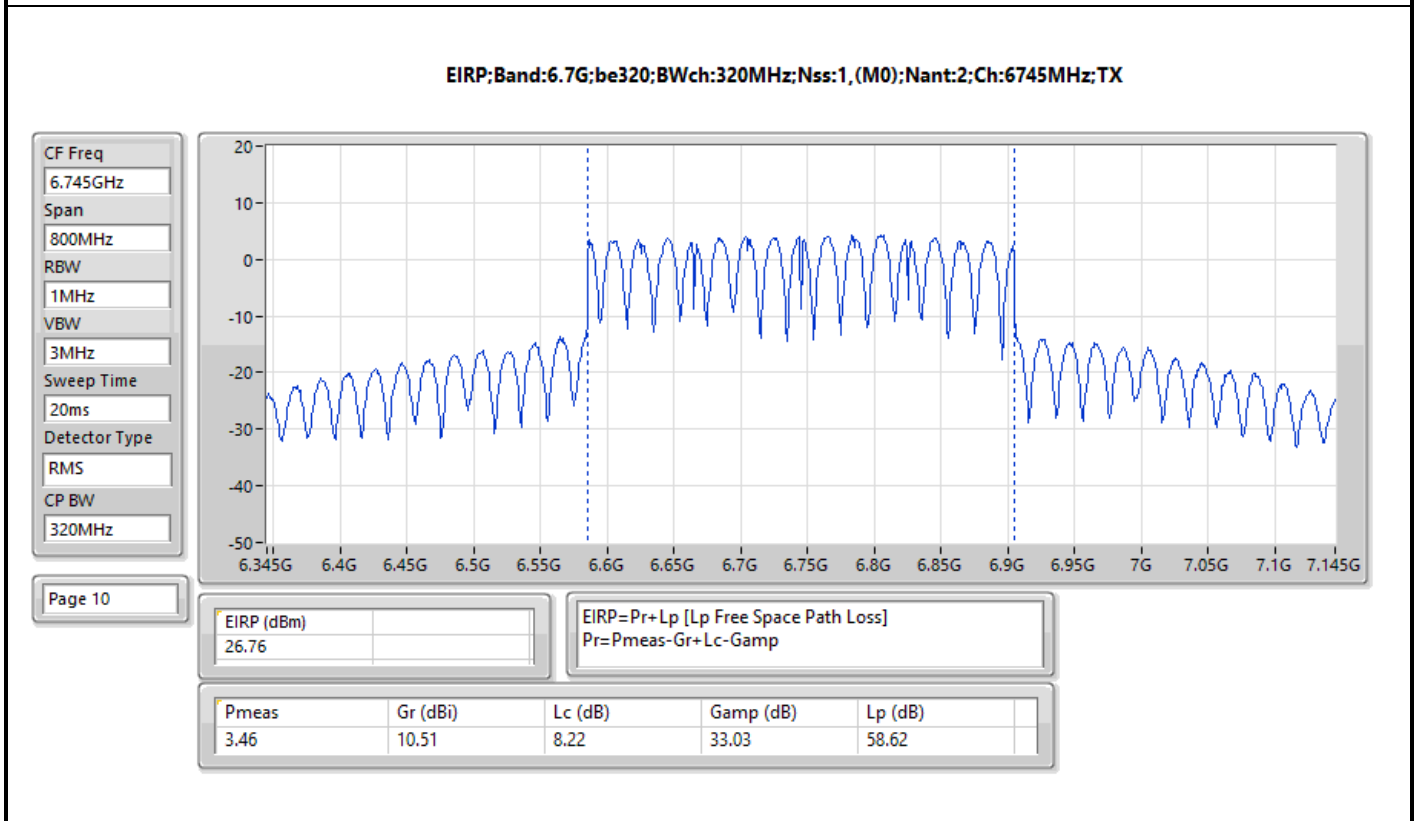 EIRP;Band:6.7G;be320;BWch:320MHz;Nss:1,(M0);Nant:2;Ch:6745MHz;TX
CF Freq
6.745GHz
Span
800MHz
RBW
1MHz
VBW
3MHz
Sweep Time
20ms
Detector Type
RMS
CP BW
320MHz
Page 10
20
10
0
-10
-20
-30
-40
-50
6.345G 6.4G 6.45G 6.5G 6.55G 6.6G 6.65G 6.7G 6.75G 6.8G 6.85G 6.9G 6.95G 7G 7.05G 7.1G 7.145G
EIRP (dBm)
26.76
EIRP=Pr+Lp [Lp Free Space Path Loss]
Pr=Pmeas-Gr+Lc-Gamp
Pmeas Gr (dBi) Lc (dB) Gamp (dB) Lp (dB)
3.46 10.51 8.22 33.03 58.62